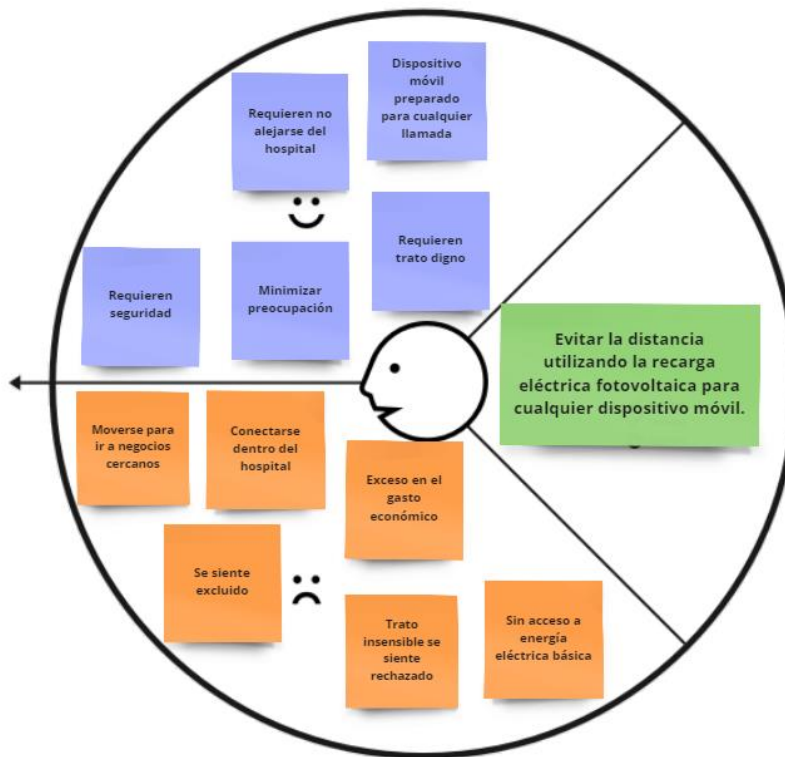 Dispositivo
móvil
preparado
para cualquier
llamada
Requieren no
alejarse del
hospital
Requieren
trato digno
Requieren
seguridad
Minimizar
preocupación
Evitar la distancia
utilizando la recarga
eléctrica fotovoltaica para
cualquier dispositivo móvil.
Moverse para
ir a negocios
cercanos
Conectarse
dentro del
hospital
Exceso en el
gasto
económico
Se siente
excluido
Trato
insensible se
siente
rechazado
Sin acceso a
energía
eléctrica básica